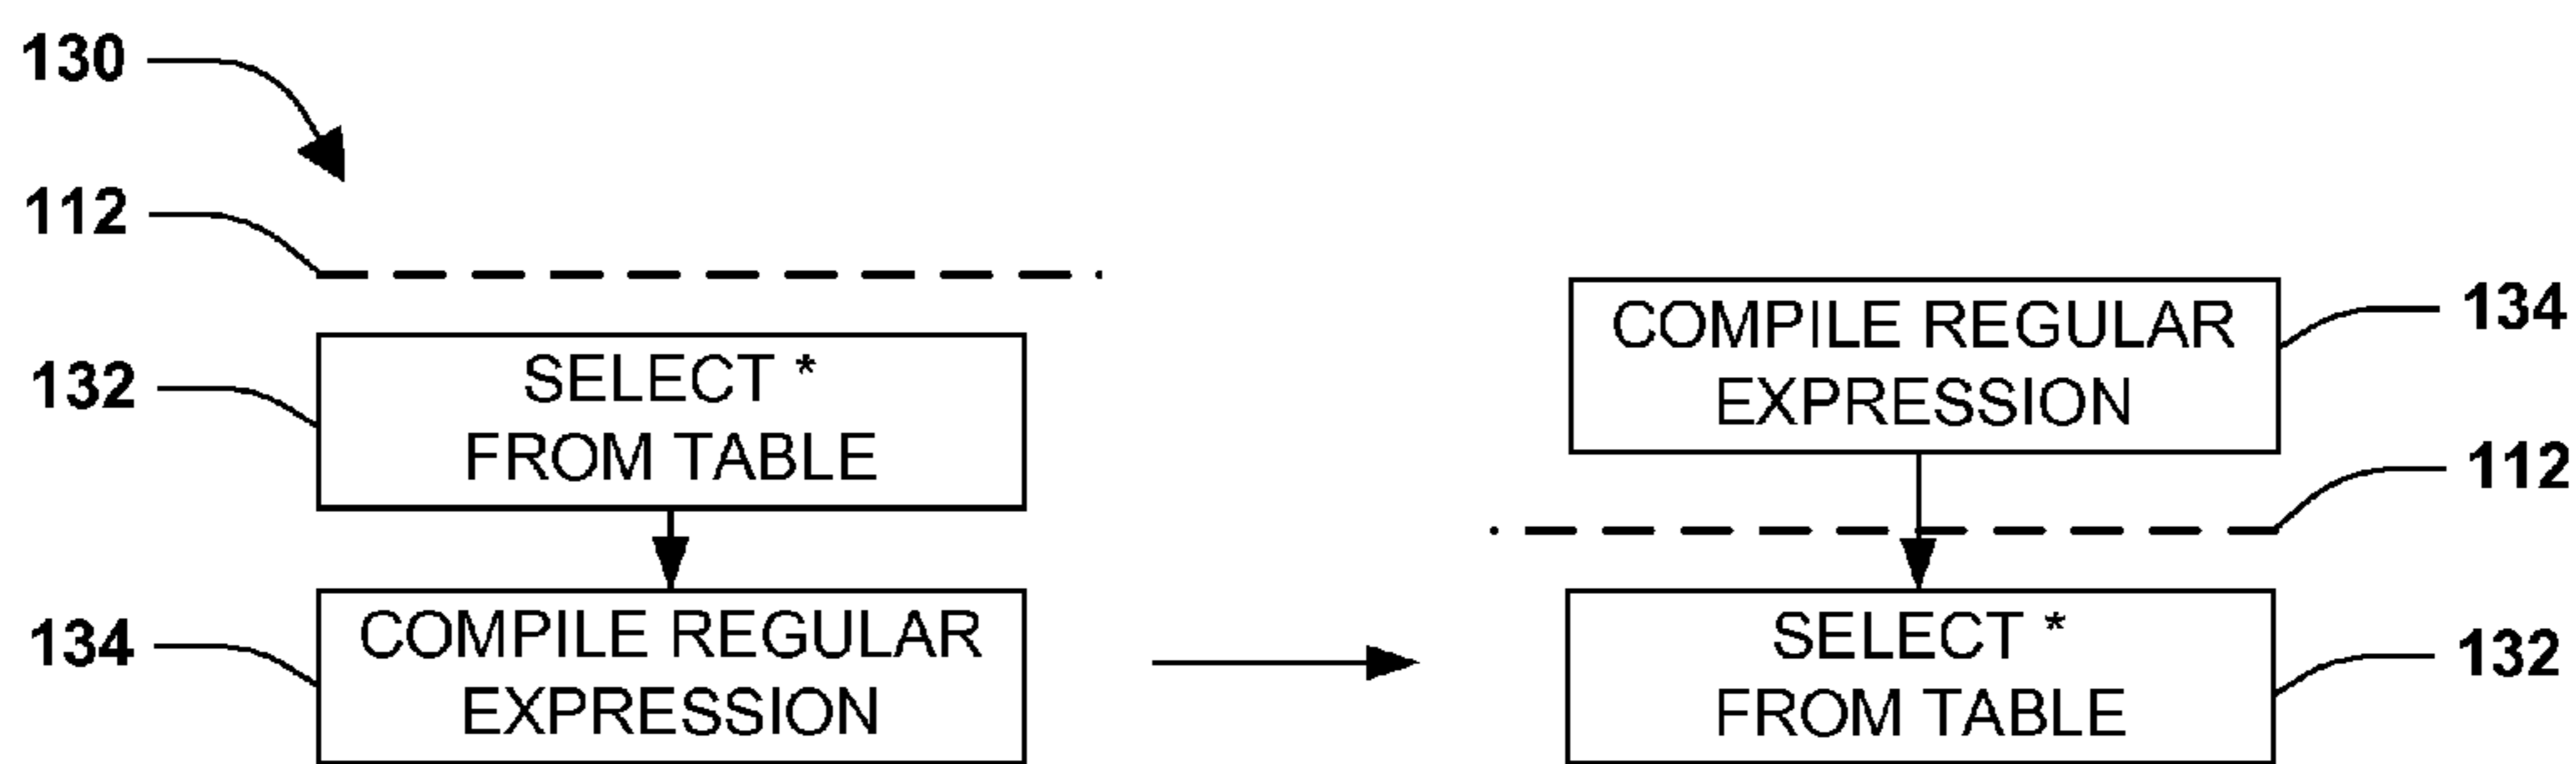 130
112
132
SELECT *
FROM TABLE
134
COMPILE REGULAR
EXPRESSION
COMPILE REGULAR
EXPRESSION
134
112
SELECT *
FROM TABLE
132